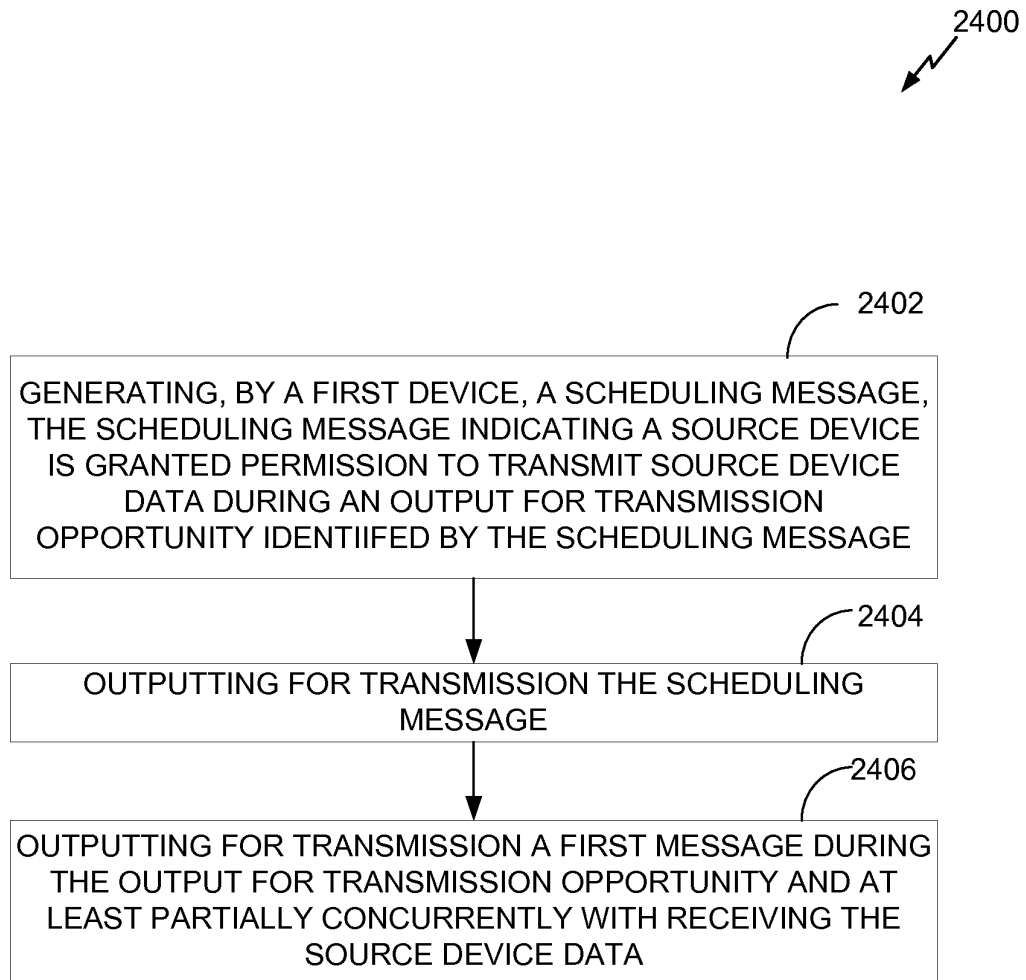 2400
2402
GENERATING, BY A FIRST DEVICE, A SCHEDULING MESSAGE,
THE SCHEDULING MESSAGE INDICATING A SOURCE DEVICE
IS GRANTED PERMISSION TO TRANSMIT SOURCE DEVICE
DATA DURING AN OUTPUT FOR TRANSMISSION
OPPORTUNITY IDENTIIFED BY THE SCHEDULING MESSAGE
2404
OUTPUTTING FOR TRANSMISSION THE SCHEDULING
MESSAGE
2406
OUTPUTTING FOR TRANSMISSION A FIRST MESSAGE DURING
THE OUTPUT FOR TRANSMISSION OPPORTUNITY AND AT
LEAST PARTIALLY CONCURRENTLY WITH RECEIVING THE
SOURCE DEVICE DATA